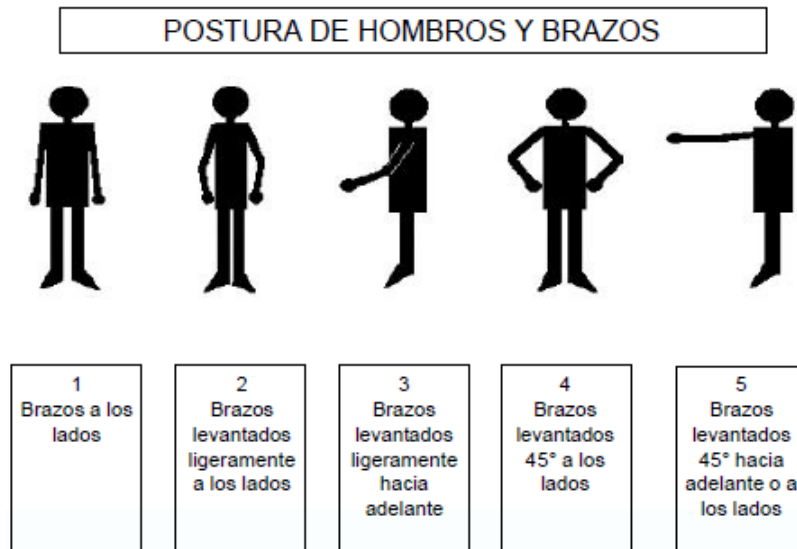 POSTURA DE HOMBROS Y BRAZOS
1
Brazos a los
lados
2
Brazos
levantados
ligeramente
a los lados
3
Brazos
levantados
ligeramente
hacia
adelante
4
Brazos
levantados
45° a los
lados
5
Brazos
levantados
45° hacia
adelante o a
los lados